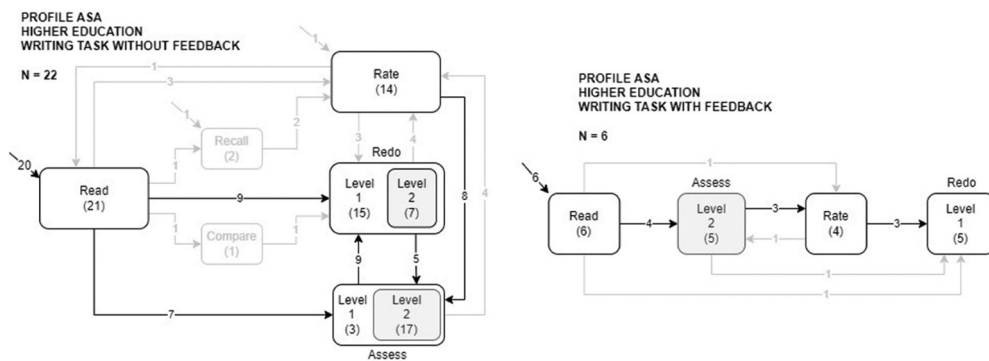 PROFILE ASA
HIGHER EDUCATION
WRITING TASK WITHOUT FEEDBACK
N = 22
1
Rate
(14)
1
3
1
Recall
(2)
2
1
3
4
Redo
20
Read
(21)
9
Level
1
(15)
Level
2
(7)
8
4
1
Compare
(1)
1
9
5
7
Level
1
(3)
Level
2
(17)
Assess
PROFILE ASA
HIGHER EDUCATION
WRITING TASK WITH FEEDBACK
N = 6
1
6
Assess
Redo
Read
(6)
4
Level
2
(5)
3
1
Rate
(4)
3
Level
1
(5)
1
1